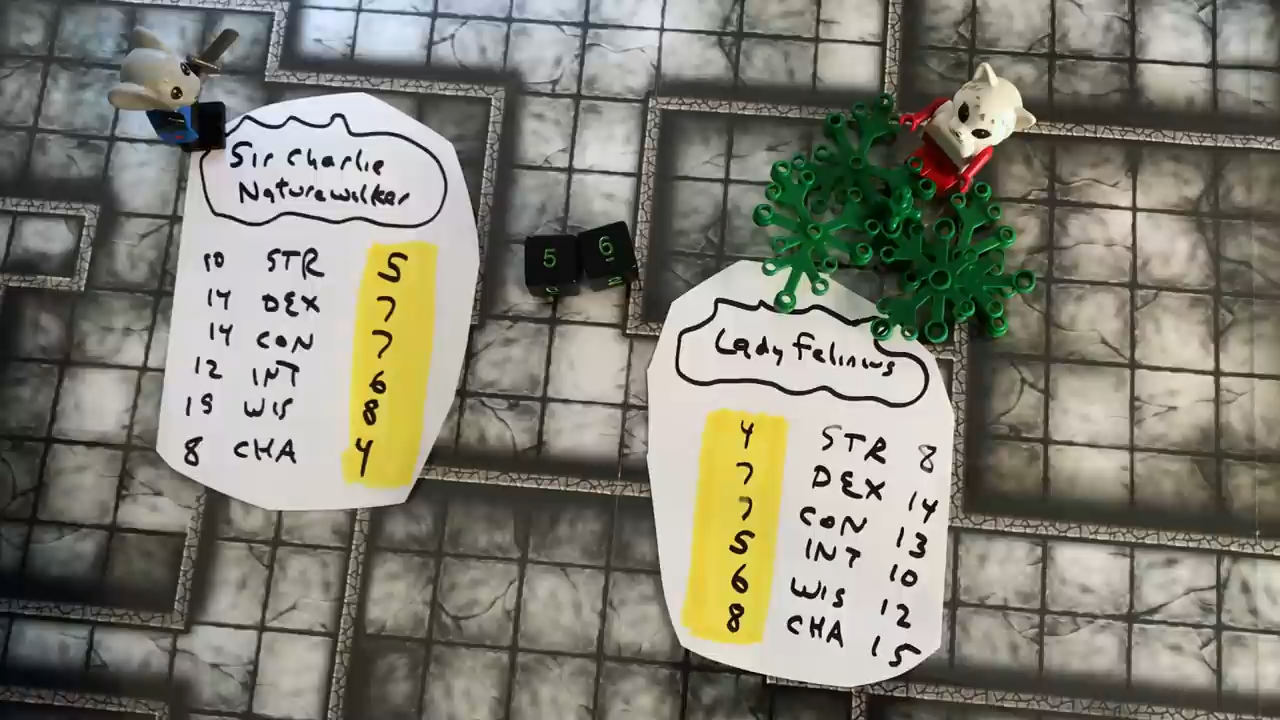 Sir Charlie
Naturewalker
10 STR 5
14 DEX 7
14 CON 7
12 INT 6
15 WIS 8
8 CHA 4
5 6
Lady Felinus
4 STR 8
7 DEX 14
7 CON 13
5 INT 10
6 WIS 12
8 CHA 15